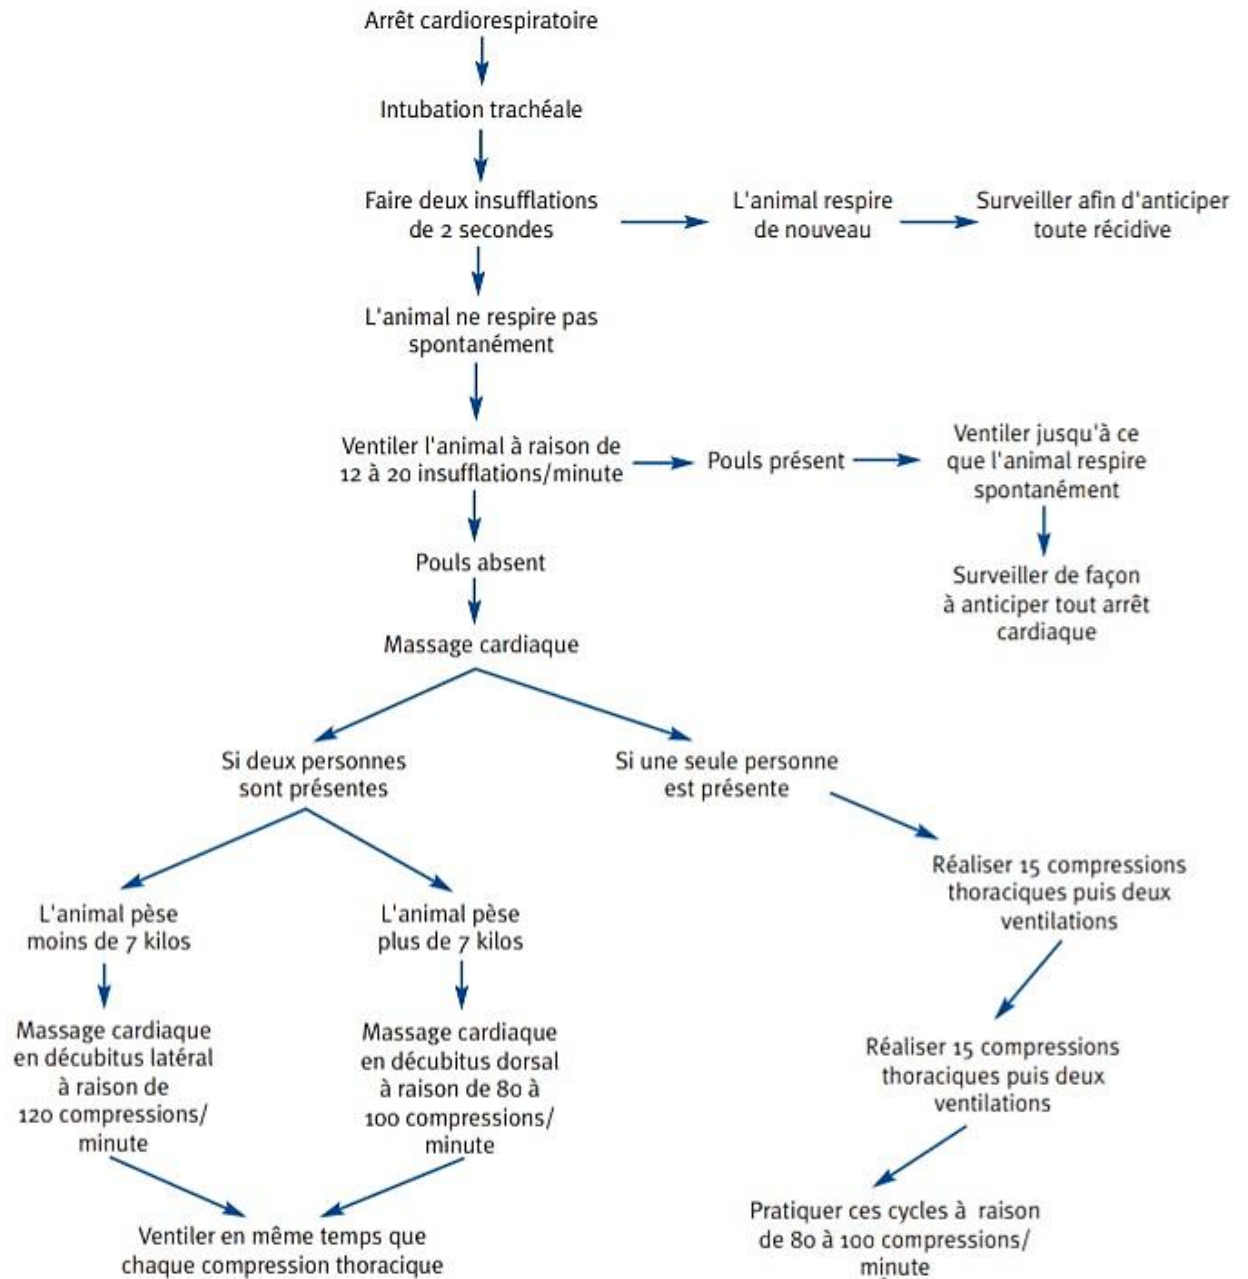 Arrêt cardiorespiratoire
Intubation trachéale
Faire deux insufflations
de 2 secondes
L'animal respire
de nouveau
Surveiller afin d'anticiper
toute récidive
L'animal ne respire pas
spontanément
Ventiler l'animal à raison de
12 à 20 insufflations/minute
Pouls présent
Ventiler jusqu'à ce
que l'animal respire
spontanément
Surveiller de façon
à anticiper tout arrêt
cardiaque
Pouls absent
Massage cardiaque
Si deux personnes
sont présentes
Si une seule personne
est présente
L'animal pèse
moins de 7 kilos
L'animal pèse
plus de 7 kilos
Réaliser 15 compressions
thoraciques puis deux
ventilations
Massage cardiaque
en décubitus latéral
à raison de
120 compressions/
minute
Massage cardiaque
en décubitus dorsal
à raison de 80 à
100 compressions/
minute
Réaliser 15 compressions
thoraciques puis deux
ventilations
Ventiler en même temps que
chaque compression thoracique
Pratiquer ces cycles à raison
de 80 à 100 compressions/
minute